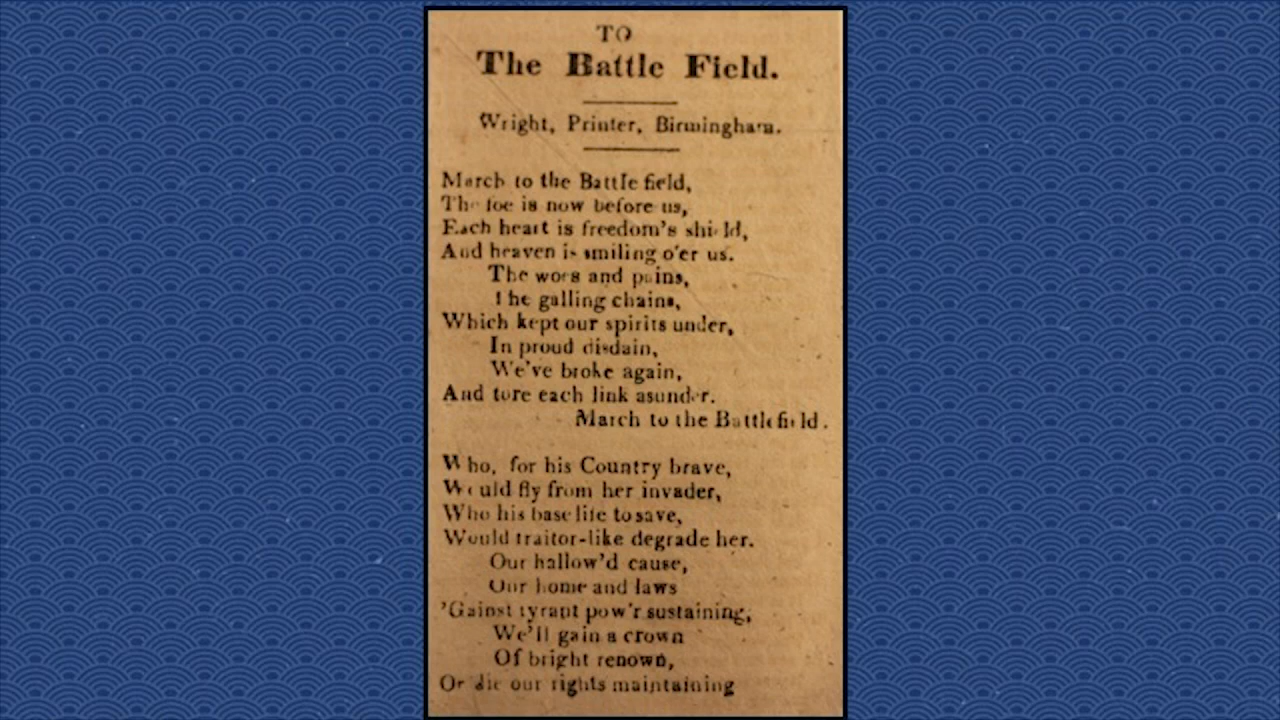 TO
The Battle Field.
Wright, Printer, Birmingham.
March to the Battle field,
The foe is now before us,
Each heart is freedom's shield,
And heaven is smiling o'er us.
The woes and pains,
The galling chains,
Which kept our spirits under,
In proud disdain,
We've broke again,
And tore each link asunder.
March to the Battlefield.
Who, for his Country brave,
Would fly from her invader,
Who his base life to save,
Would traitor-like degrade her.
Our hallow'd cause,
Our home and laws
'Gainst tyrant pow'r sustaining,
We'll gain a crown
Of bright renown,
Or die our rights maintaining